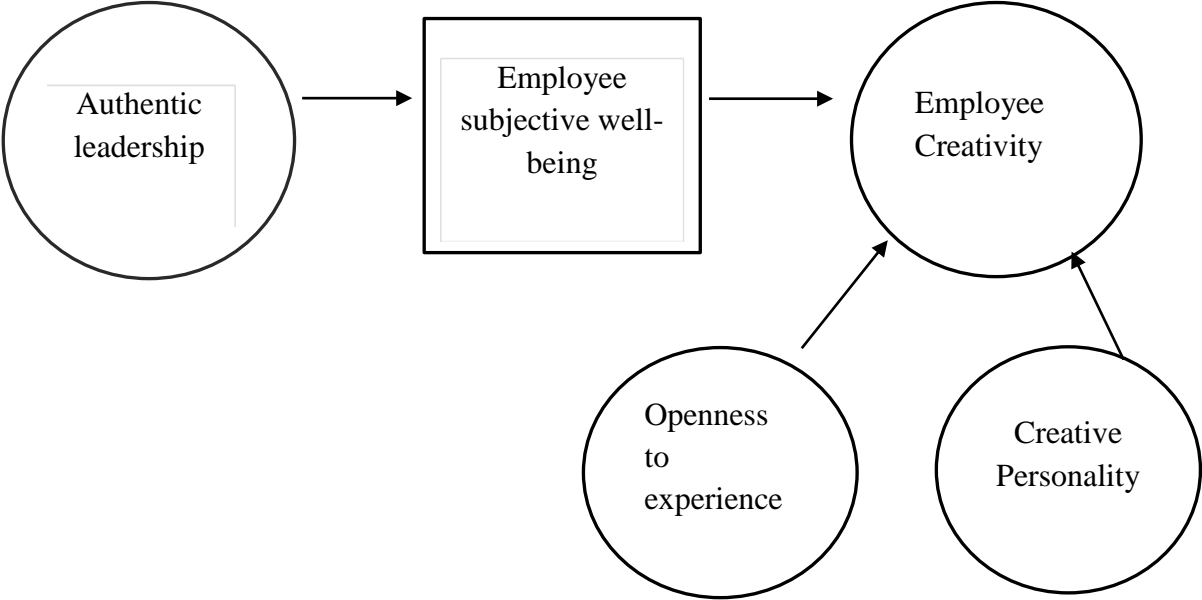 Authentic
leadership
Employee
subjective well-
being
Employee
Creativity
Openness
to
experience
Creative
Personality